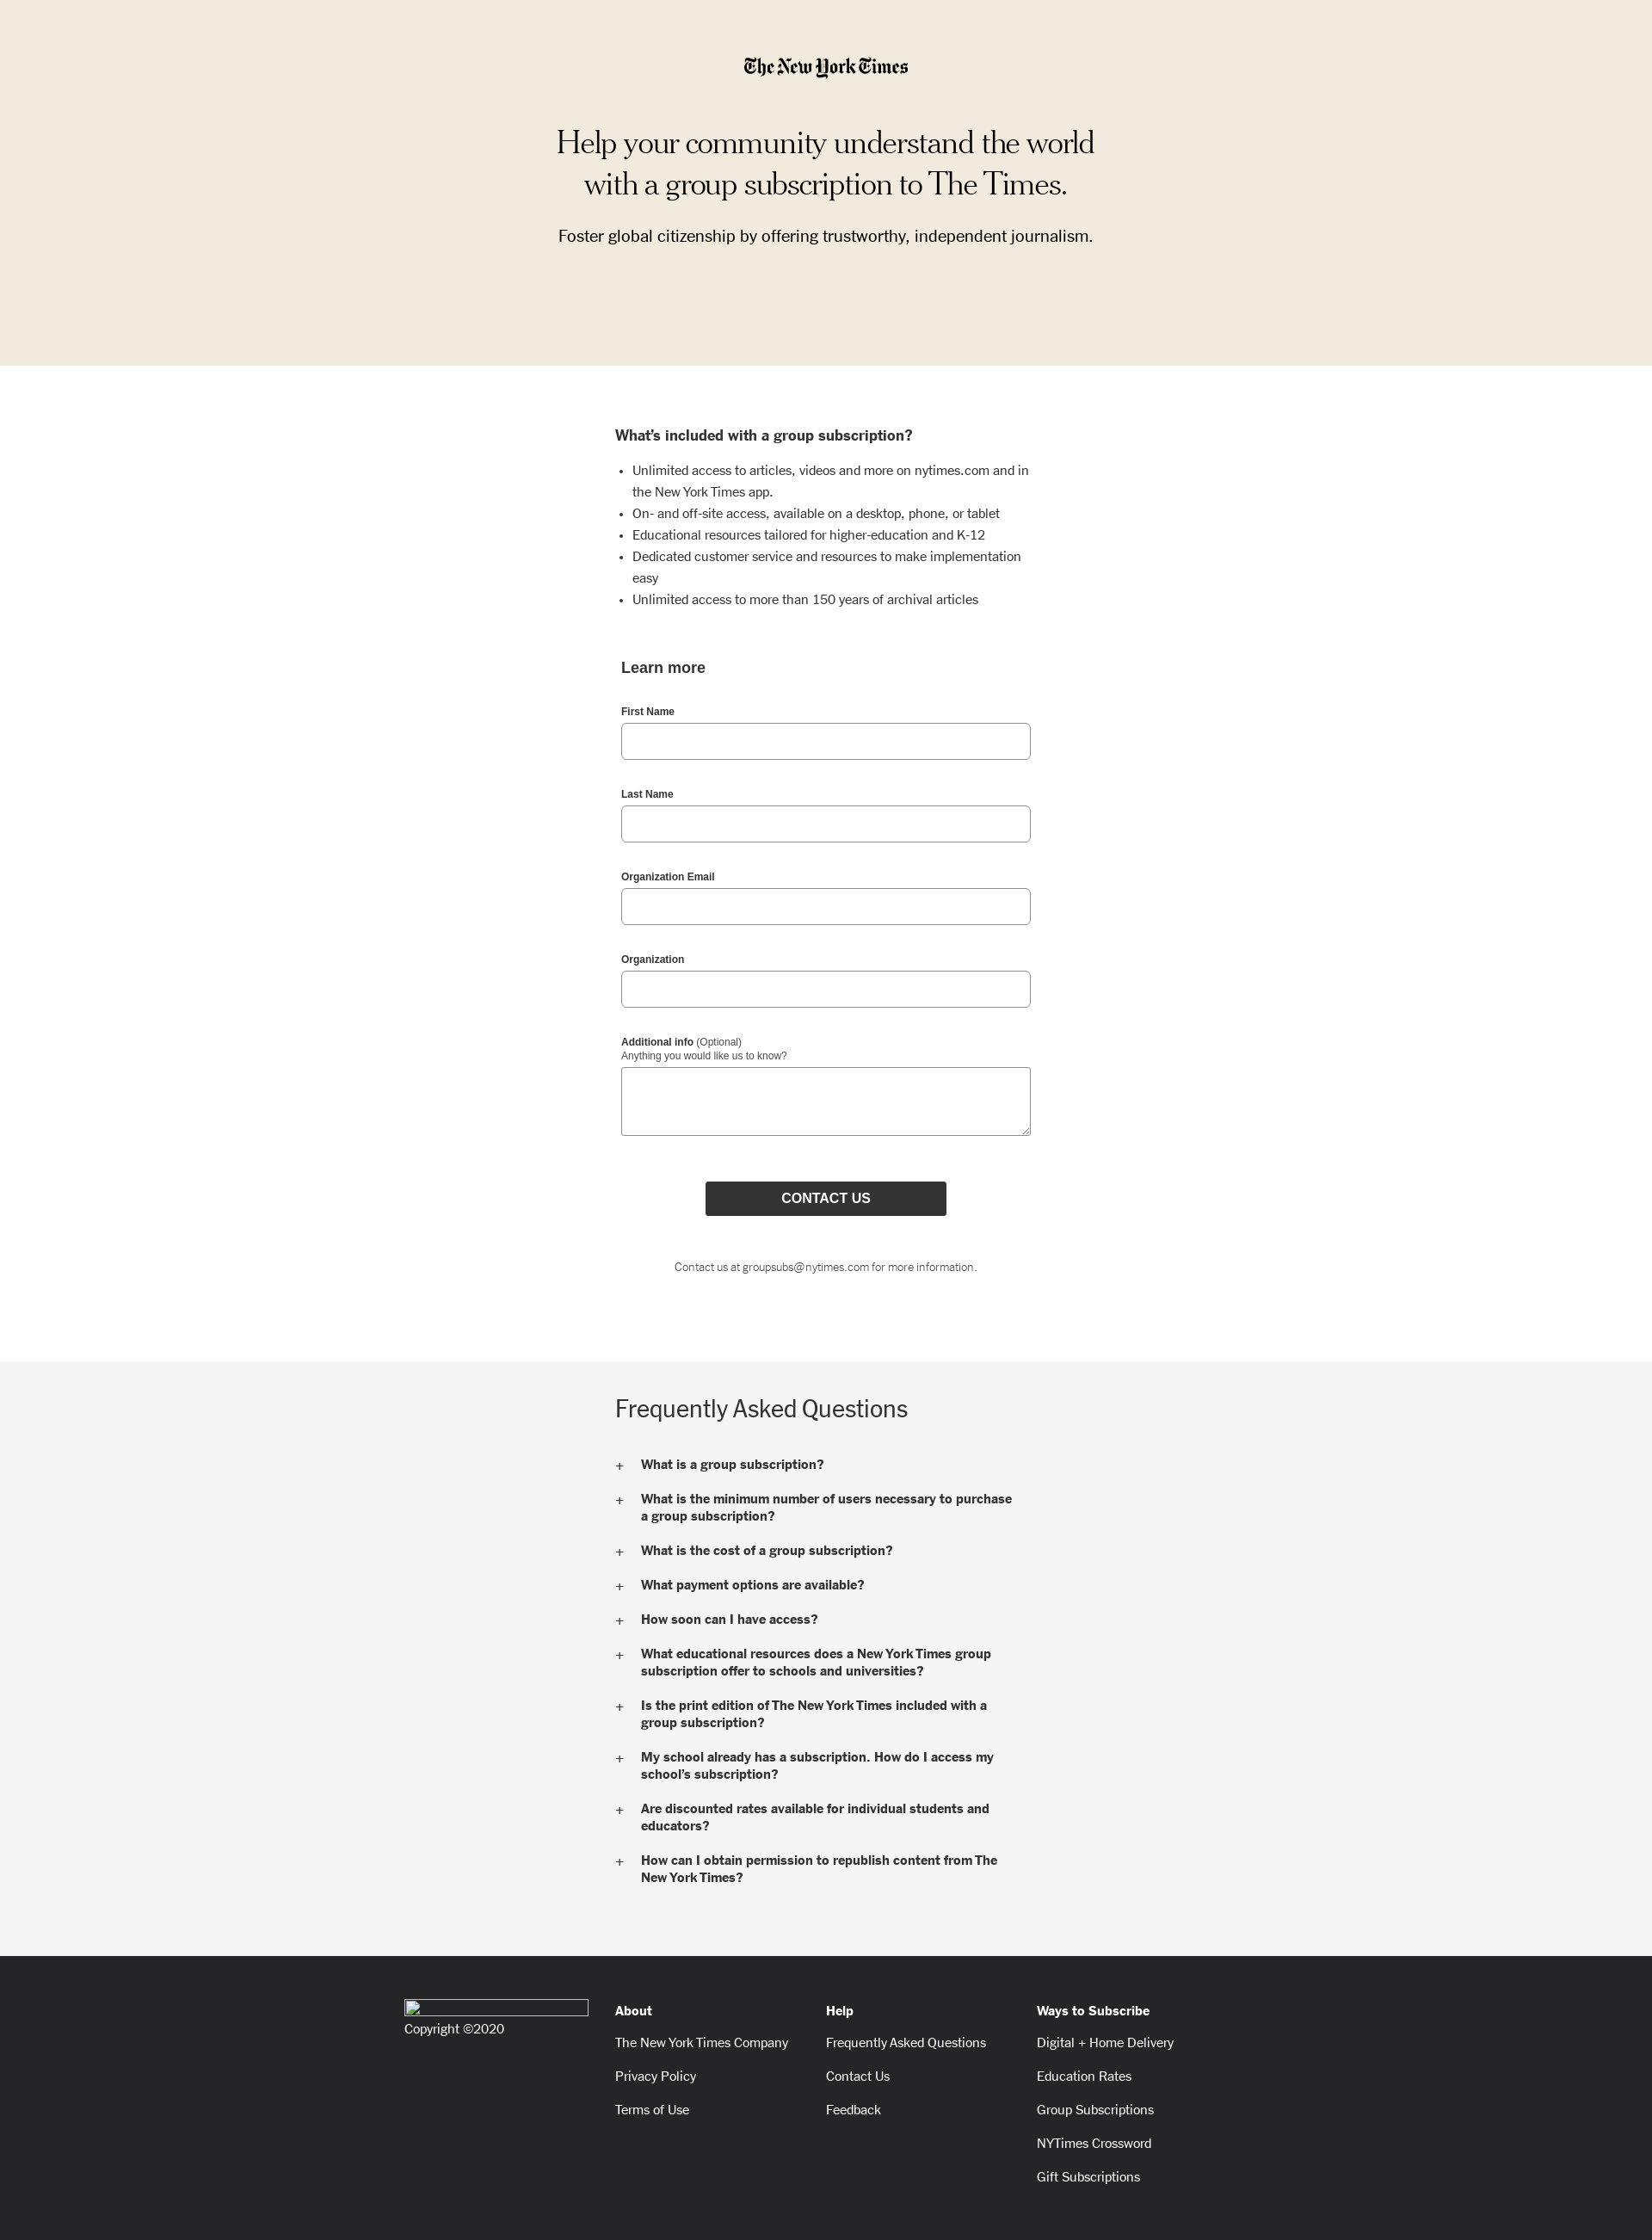 The New York Times
Help your community understand the world
with a group subscription to The Times.
Foster global citizenship by offering trustworthy, independent journalism.
What’s included with a group subscription?
• Unlimited access to articles, videos and more on nytimes.com and in
the New York Times app.
• On- and off-site access, available on a desktop, phone, or tablet
• Educational resources tailored for higher-education and K-12
• Dedicated customer service and resources to make implementation
easy
• Unlimited access to more than 150 years of archival articles
Learn more
First Name
Last Name
Organization Email
Organization
Additional info (Optional)
Anything you would like us to know?
CONTACT US
Contact us at groupsubs@nytimes.com for more information.
Frequently Asked Questions
+ What is a group subscription?
+ What is the minimum number of users necessary to purchase
a group subscription?
+ What is the cost of a group subscription?
+ What payment options are available?
+ How soon can I have access?
+ What educational resources does a New York Times group
subscription offer to schools and universities?
+ Is the print edition of The New York Times included with a
group subscription?
+ My school already has a subscription. How do I access my
school’s subscription?
+ Are discounted rates available for individual students and
educators?
+ How can I obtain permission to republish content from The
New York Times?
Copyright ©2020
About
The New York Times Company
Privacy Policy
Terms of Use
Help
Frequently Asked Questions
Contact Us
Feedback
Ways to Subscribe
Digital + Home Delivery
Education Rates
Group Subscriptions
NYTimes Crossword
Gift Subscriptions